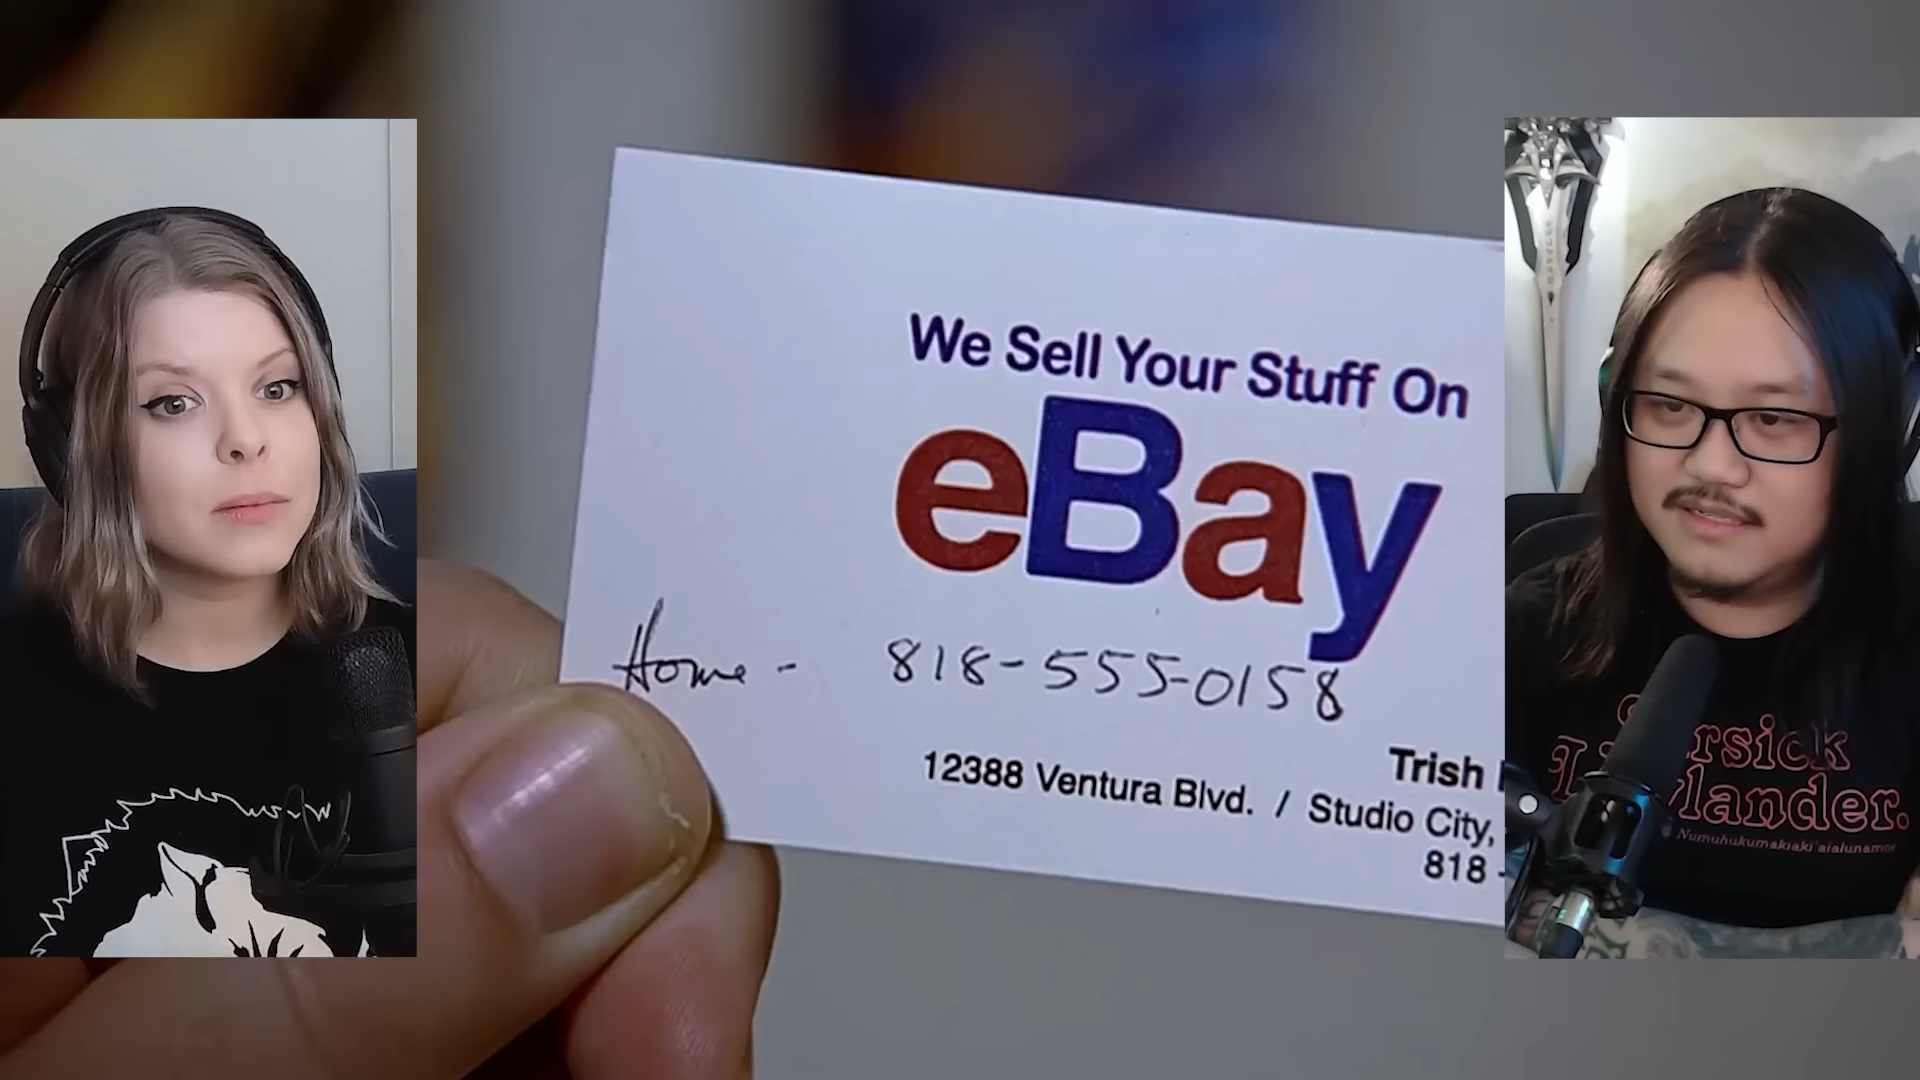 We Sell Your Stuff On
eBay
Home - 818-555-0158
Trish
12388 Ventura Blvd. / Studio City,
818 -
Numuhukumakiaki'aialunamor